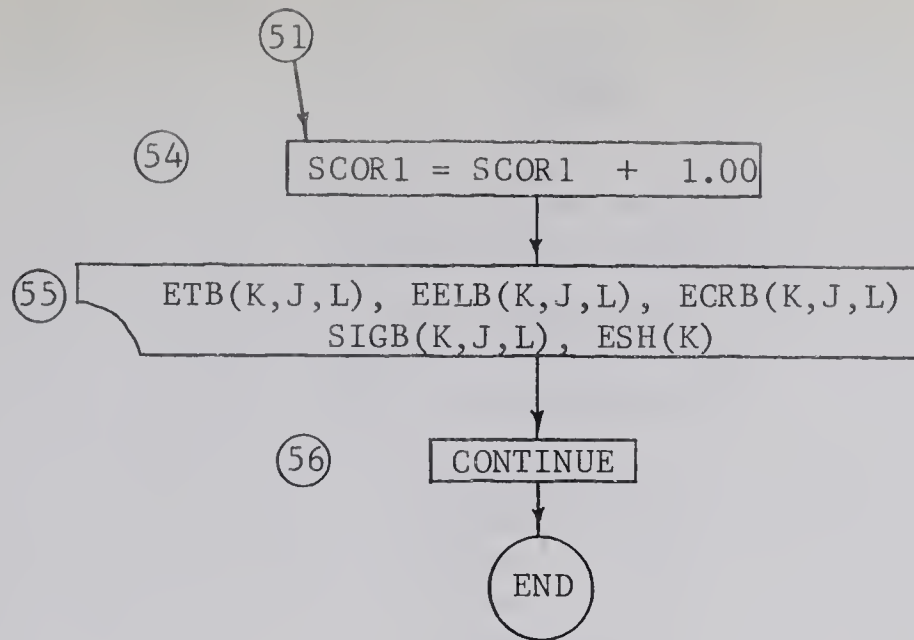 51
54
SCOR1 = SCOR1 + 1.00
55
ETB(K,J,L), EELB(K,J,L), ECRB(K,J,L)
SIGB(K,J,L), ESH(K)
56
CONTINUE
END